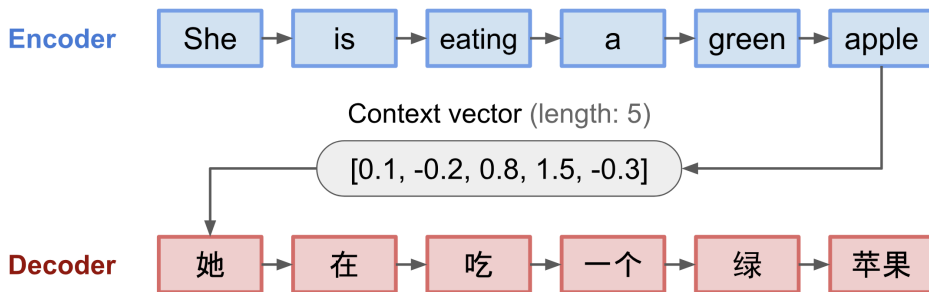 Encoder She is eating a green apple
Context vector (length: 5)
[0.1, -0.2, 0.8, 1.5, -0.3]
Decoder 她 在 吃 一个 绿 苹果